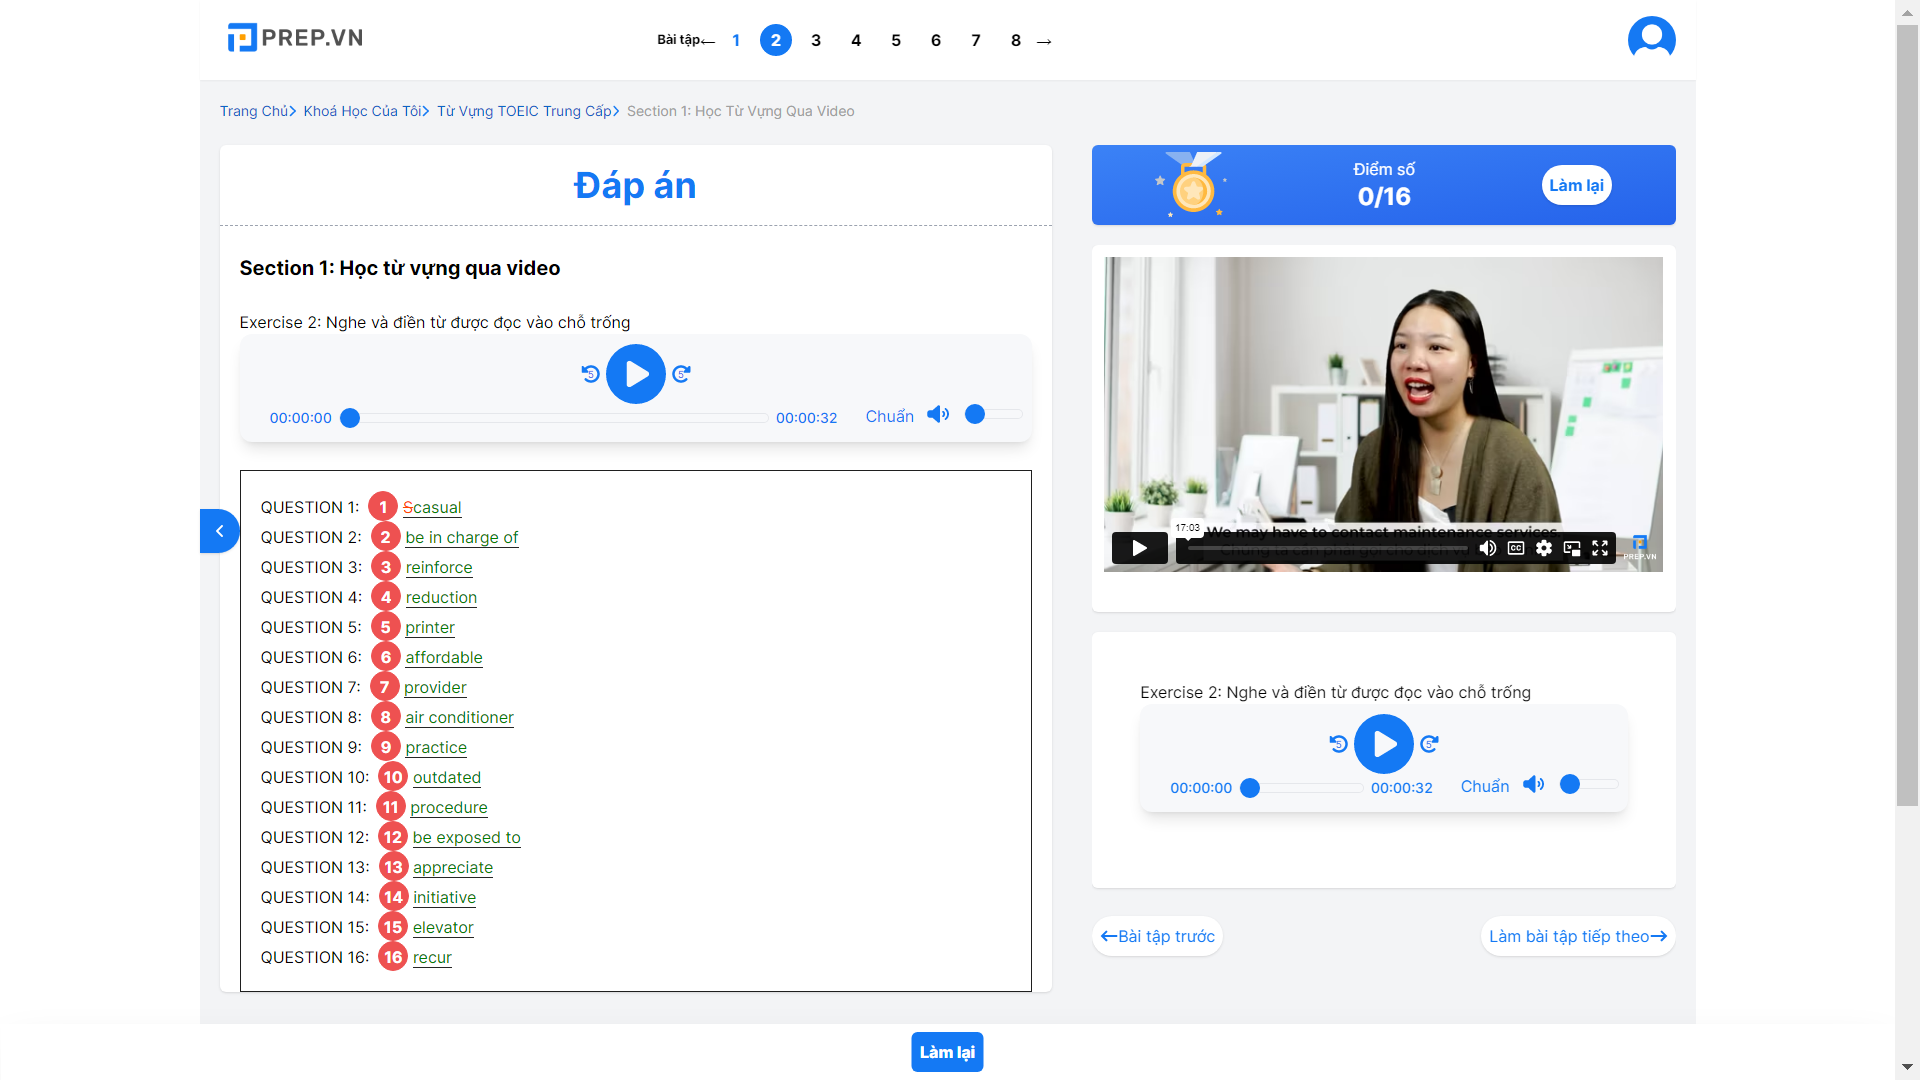 PREP.VN
Bài tập← 1 2 3 4 5 6 7 8 →
Trang Chủ> Khoá Học Của Tôi> Từ Vựng TOEIC Trung Cấp> Section 1: Học Từ Vựng Qua Video
Đáp án
Section 1: Học từ vựng qua video
Exercise 2: Nghe và điền từ được đọc vào chỗ trống
5 5
00:00:00 00:00:32 Chuẩn
QUESTION 1: 1 Scasual
QUESTION 2: 2 be in charge of
QUESTION 3: 3 reinforce
QUESTION 4: 4 reduction
QUESTION 5: 5 printer
QUESTION 6: 6 affordable
QUESTION 7: 7 provider
QUESTION 8: 8 air conditioner
QUESTION 9: 9 practice
QUESTION 10: 10 outdated
QUESTION 11: 11 procedure
QUESTION 12: 12 be exposed to
QUESTION 13: 13 appreciate
QUESTION 14: 14 initiative
QUESTION 15: 15 elevator
QUESTION 16: 16 recur
Điểm số
0/16
Làm lại
17:03
We may have to contact maintenance services.
Chúng ta cần phải gọi cho dịch vụ
CC
PREP.VN
Exercise 2: Nghe và điền từ được đọc vào chỗ trống
5 5
00:00:00 00:00:32 Chuẩn
←Bài tập trước
Làm bài tập tiếp theo→
Làm lại